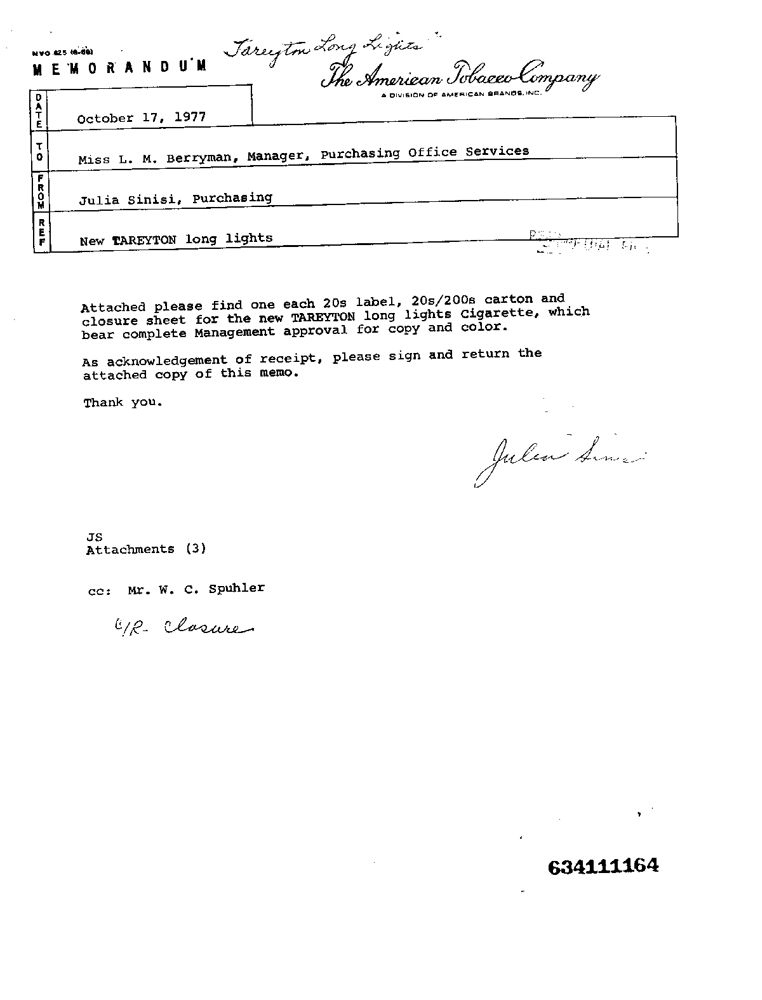 NYO 825 (6-69)
Tareyton Long Lights
MEMORANDUM
The American Tobacco Company
A DIVISION OF AMERICAN BRANDS, INC.
DATE
October 17, 1977
TO
Miss L. M. Berryman, Manager, Purchasing Office Services
FROM
Julia Sinisi, Purchasing
REF
New TAREYTON long lights
Attached please find one each 20s label, 20s/200s carton and
closure sheet for the new TAREYTON long lights Cigarette, which
bear complete Management approval for copy and color.
As acknowledgement of receipt, please sign and return the
attached copy of this memo.
Thank you.
Julia
JS
Attachments (3)
cc: Mr. W. C. Spuhler
Closure
634111164